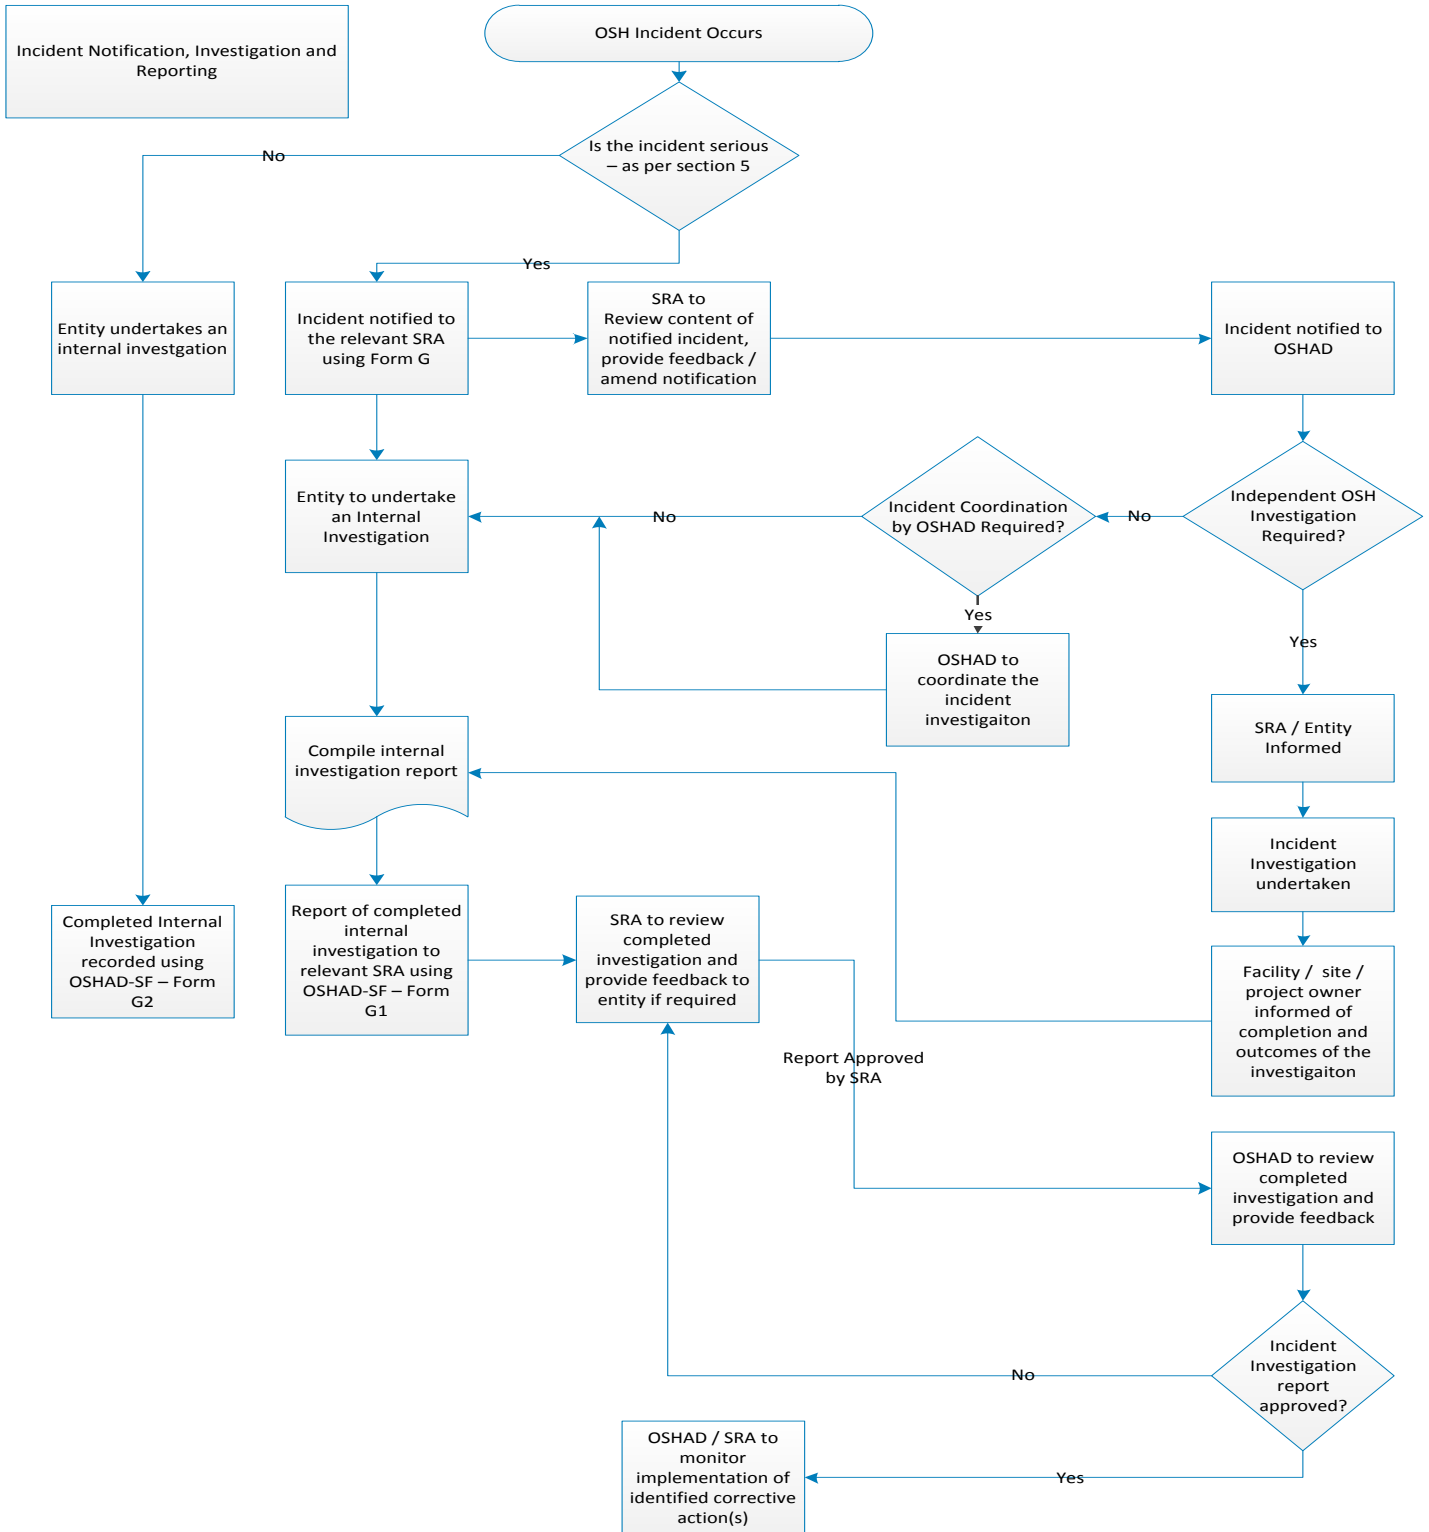 Incident Notification, Investigation and
Reporting
OSH Incident Occurs
Is the incident serious
– as per section 5
No
Yes
Entity undertakes an
internal investgation
Incident notified to
the relevant SRA
using Form G
SRA to
Review content of
notified incident,
provide feedback /
amend notification
Incident notified to
OSHAD
Entity to undertake
an Internal
Investigation
No
Incident Coordination
by OSHAD Required?
No
Independent OSH
Investigation
Required?
Yes
Yes
OSHAD to
coordinate the
incident
investigaiton
SRA / Entity
Informed
Compile internal
investigation report
Incident
Investigation
undertaken
Completed Internal
Investigation
recorded using
OSHAD-SF – Form
G2
Report of completed
internal
investigation to
relevant SRA using
OSHAD-SF – Form
G1
SRA to review
completed
investigation and
provide feedback to
entity if required
Facility / site /
project owner
informed of
completion and
outcomes of the
investigaiton
Report Approved
by SRA
OSHAD to review
completed
investigation and
provide feedback
Incident
Investigation
report
approved?
No
Yes
OSHAD / SRA to
monitor
implementation of
identified corrective
action(s)